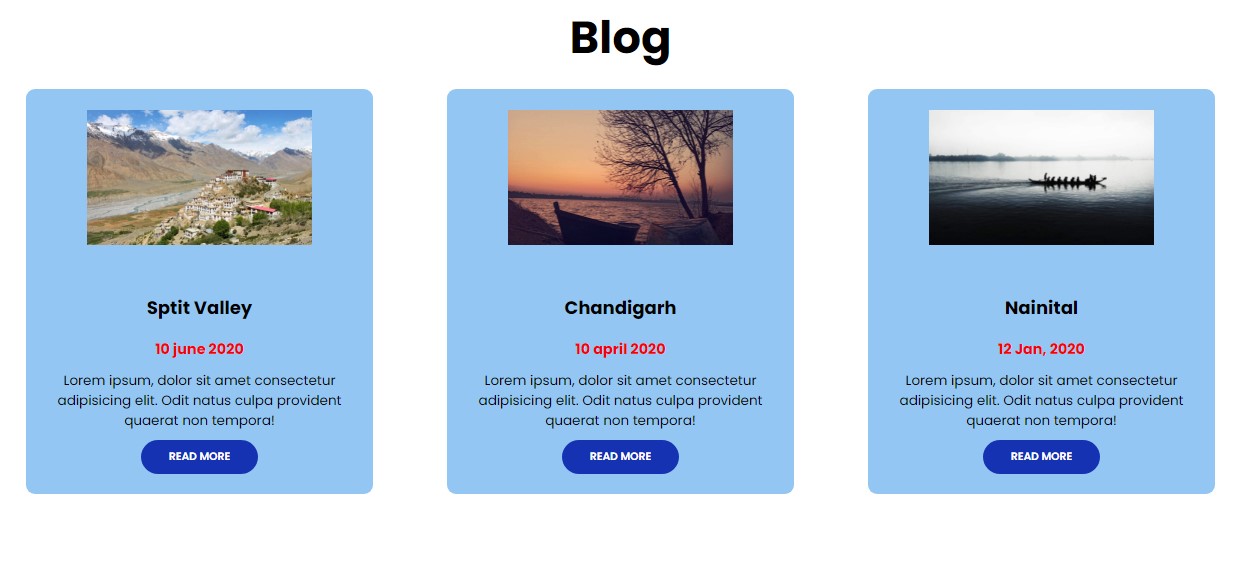 Blog
Sptit Valley
10 june 2020
Lorem ipsum, dolor sit amet consectetur
adipisicing elit. Odit natus culpa provident
quaerat non tempora!
READ MORE
Chandigarh
10 april 2020
Lorem ipsum, dolor sit amet consectetur
adipisicing elit. Odit natus culpa provident
quaerat non tempora!
READ MORE
Nainital
12 Jan, 2020
Lorem ipsum, dolor sit amet consectetur
adipisicing elit. Odit natus culpa provident
quaerat non tempora!
READ MORE